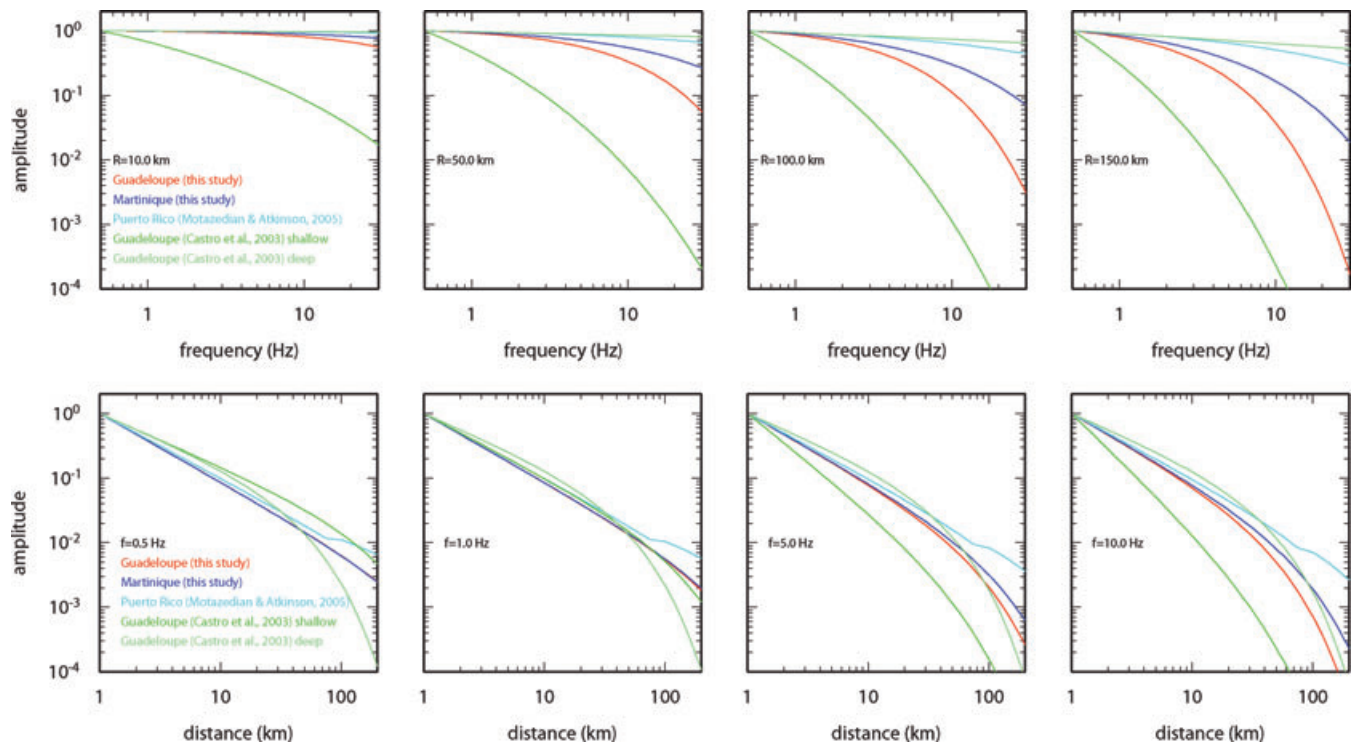 amplitude
10⁰
10⁻¹
10⁻²
10⁻³
10⁻⁴
R=10.0 km
Guadeloupe (this study)
Martinique (this study)
Puerto Rico (Motazedian & Atkinson, 2005)
Guadeloupe (Castro et al., 2003) shallow
Guadeloupe (Castro et al., 2003) deep
1 10
frequency (Hz)
R=50.0 km
1 10
frequency (Hz)
R=100.0 km
1 10
frequency (Hz)
R=150.0 km
1 10
frequency (Hz)
amplitude
10⁰
10⁻¹
10⁻²
10⁻³
10⁻⁴
f=0.5 Hz
Guadeloupe (this study)
Martinique (this study)
Puerto Rico (Motazedian & Atkinson, 2005)
Guadeloupe (Castro et al., 2003) shallow
Guadeloupe (Castro et al., 2003) deep
1 10 100
distance (km)
f=1.0 Hz
1 10 100
distance (km)
f=5.0 Hz
1 10 100
distance (km)
f=10.0 Hz
1 10 100
distance (km)